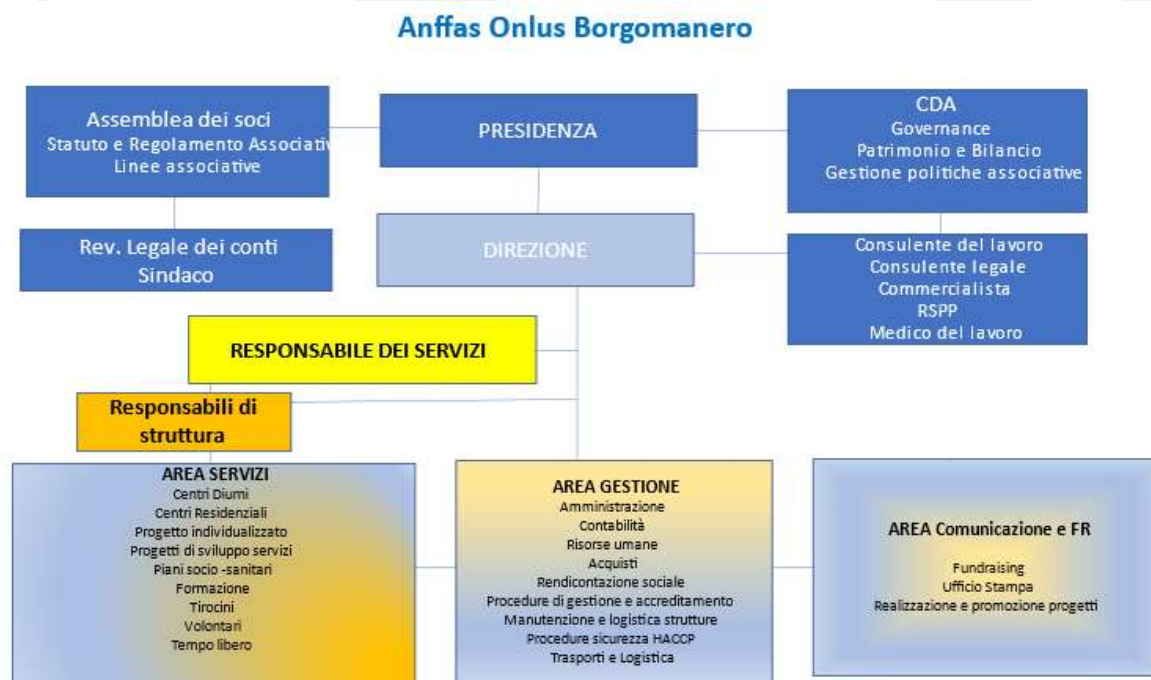 Anffas Onlus Borgomanero
Assemblea dei soci
Statuto e Regolamento Associativ
Linee associative
PRESIDENZA
CDA
Governance
Patrimonio e Bilancio
Gestione politiche associative
Rev. Legale dei conti
Sindaco
DIREZIONE
Consulente del lavoro
Consulente legale
Commercialista
RSPP
Medico del lavoro
RESPONSABILE DEI SERVIZI
Responsabili di
struttura
AREA SERVIZI
Centri Diurni
Centri Residenziali
Progetto individualizzato
Progetti di sviluppo servizi
Piani socio -sanitari
Formazione
Tirocini
Volontari
Tempo libero
AREA GESTIONE
Amministrazione
Contabilità
Risorse umane
Acquisti
Rendicontazione sociale
Procedure di gestione e accreditamento
Manutenzione e logistica strutture
Procedure sicurezza HACCP
Trasporti e Logistica
AREA Comunicazione e FR
Fundraising
Ufficio Stampa
Realizzazione e promozione progetti